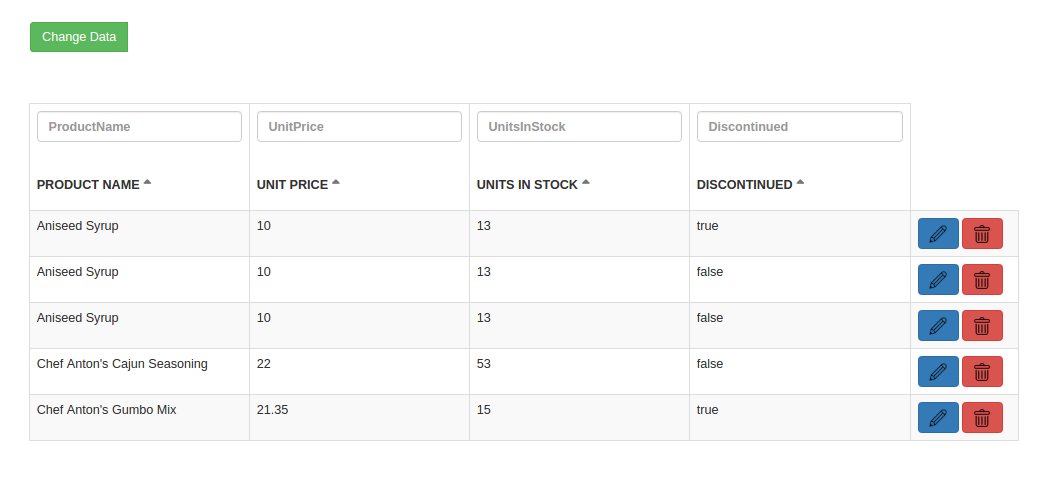 Change Data
ProductName UnitPrice UnitsInStock Discontinued
PRODUCT NAME UNIT PRICE UNITS IN STOCK DISCONTINUED
Aniseed Syrup 10 13 true
Aniseed Syrup 10 13 false
Aniseed Syrup 10 13 false
Chef Anton's Cajun Seasoning 22 53 false
Chef Anton's Gumbo Mix 21.35 15 true